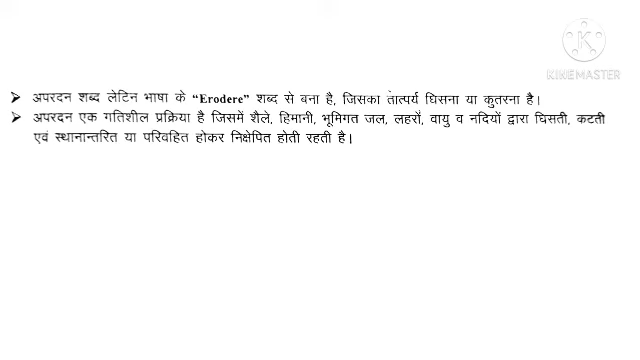 KINEMASTER
➤ अपरदन शब्द लेटिन भाषा के “Erodere” शब्द से बना है, जिसका तात्पर्य घिसना या कुतरना है।
➤ अपरदन एक गतिशील प्रक्रिया है जिसमें शैले, हिमानी, भूमिगत जल, लहरों, वायु व नदियों द्वारा घिसती, कटती
एवं स्थानान्तरित या परिवहित होकर निक्षेपित होती रहती है।